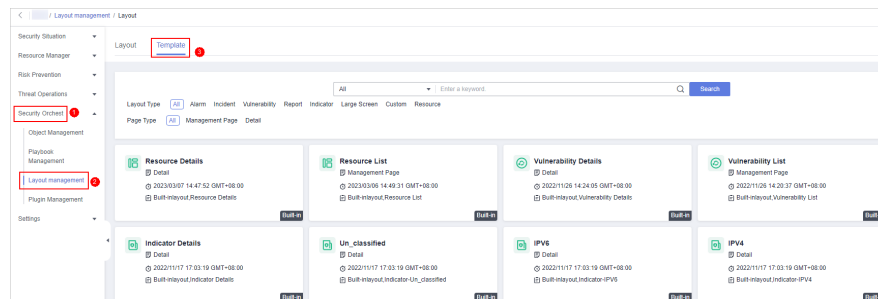 / Layout management / Layout
Security Situation
Resource Manager
Risk Prevention
Threat Operations
Security Orchest
1
Object Management
Playbook
Management
Layout management
2
Plugin Management
Settings
Layout
Template
3
All
Enter a keyword.
Search
Layout Type All Alarm Incident Vulnerability Report Indicator Large Screen Custom Resource
Page Type All Management Page Detail
Resource Details
Detail
2023/03/07 14:47:52 GMT+08:00
Built-inlayout,Resource Details
Built-in
Resource List
Management Page
2023/03/06 14:49:31 GMT+08:00
Built-inlayout,Resource List
Built-in
Vulnerability Details
Detail
2022/11/26 14:24:05 GMT+08:00
Built-inlayout,Vulnerability Details
Built-in
Vulnerability List
Management Page
2022/11/26 14:20:37 GMT+08:00
Built-inlayout,Vulnerability List
Built
Indicator Details
Detail
2022/11/17 17:03:19 GMT+08:00
Built-inlayout,Indicator Details
Built-in
Un_classified
Detail
2022/11/17 17:03:19 GMT+08:00
Built-inlayout,Indicator-Un_classified
Built-in
IPV6
Detail
2022/11/17 17:03:19 GMT+08:00
Built-inlayout,Indicator-IPV6
Built-in
IPV4
Detail
2022/11/17 17:03:19 GMT+08:00
Built-inlayout,Indicator-IPV4
Built